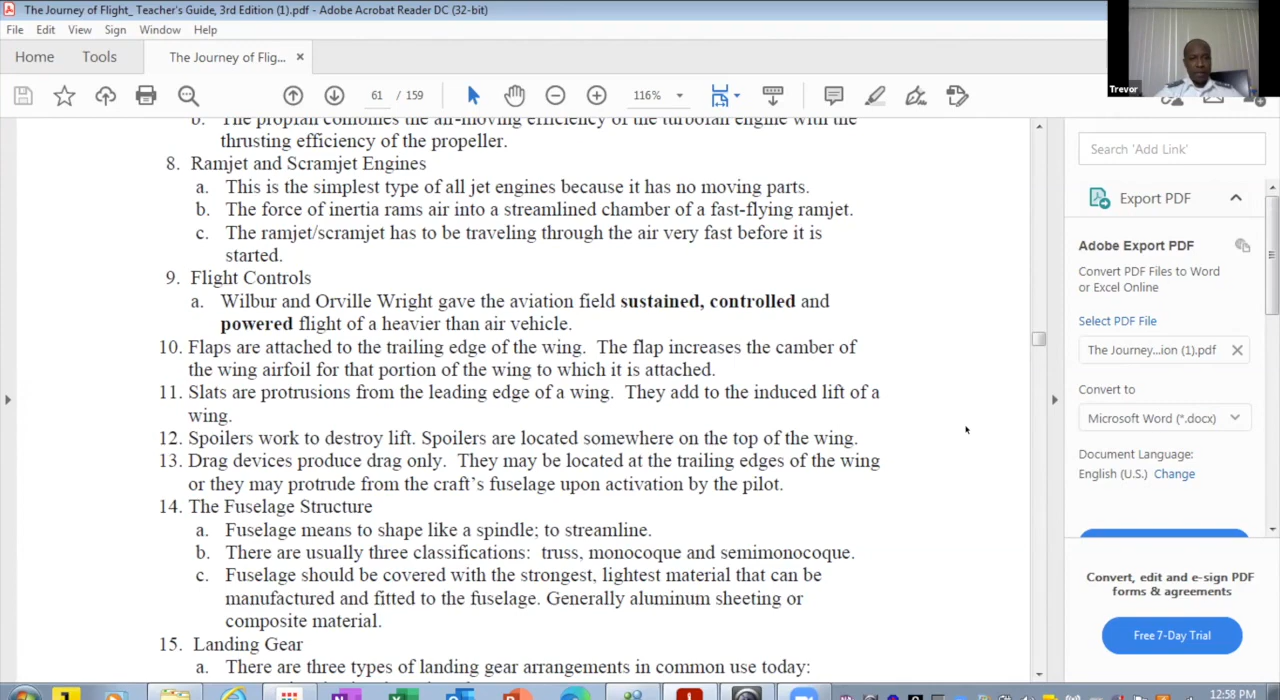 The Journey of Flight_ Teacher's Guide, 3rd Edition (1).pdf - Adobe Acrobat Reader DC (32-bit)
File Edit View Sign Window Help
Home Tools The Journey of Flig... ×
61 / 159 116%
Trevor
b. The propfan combines the air-moving efficiency of the turbofan engine with the
thrusting efficiency of the propeller.
8. Ramjet and Scramjet Engines
a. This is the simplest type of all jet engines because it has no moving parts.
b. The force of inertia rams air into a streamlined chamber of a fast-flying ramjet.
c. The ramjet/scramjet has to be traveling through the air very fast before it is
started.
9. Flight Controls
a. Wilbur and Orville Wright gave the aviation field sustained, controlled and
powered flight of a heavier than air vehicle.
10. Flaps are attached to the trailing edge of the wing. The flap increases the camber of
the wing airfoil for that portion of the wing to which it is attached.
11. Slats are protrusions from the leading edge of a wing. They add to the induced lift of a
wing.
12. Spoilers work to destroy lift. Spoilers are located somewhere on the top of the wing.
13. Drag devices produce drag only. They may be located at the trailing edges of the wing
or they may protrude from the craft's fuselage upon activation by the pilot.
14. The Fuselage Structure
a. Fuselage means to shape like a spindle; to streamline.
b. There are usually three classifications: truss, monocoque and semimonocoque.
c. Fuselage should be covered with the strongest, lightest material that can be
manufactured and fitted to the fuselage. Generally aluminum sheeting or
composite material.
15. Landing Gear
a. There are three types of landing gear arrangements in common use today:
Search 'Add Link'
Export PDF
Adobe Export PDF
Convert PDF Files to Word
or Excel Online
Select PDF File
The Journey...ion (1).pdf
Convert to
Microsoft Word (*.docx)
Document Language:
English (U.S.) Change
Convert, edit and e-sign PDF
forms & agreements
Free 7-Day Trial
12:58 PM